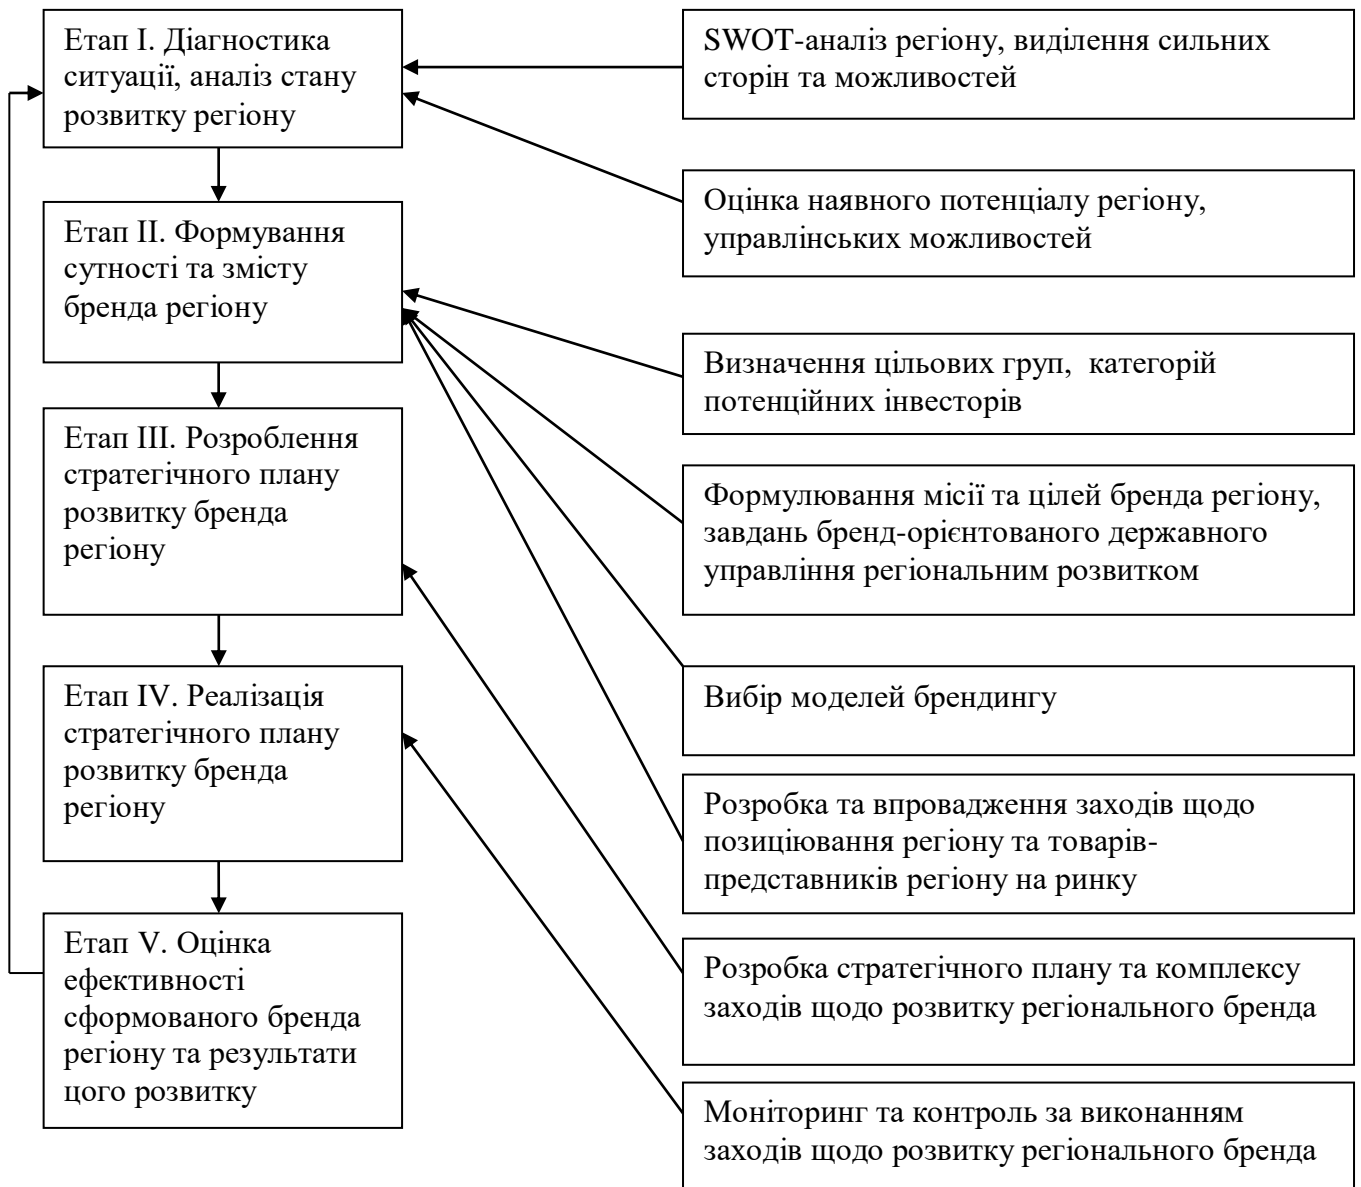 Етап I. Діагностика
ситуації, аналіз стану
розвитку регіону
Етап II. Формування
сутності та змісту
бренда регіону
Етап III. Розроблення
стратегічного плану
розвитку бренда
регіону
Етап IV. Реалізація
стратегічного плану
розвитку бренда
регіону
Етап V. Оцінка
ефективності
сформованого бренда
регіону та результати
цого розвитку
SWOT-аналіз регіону, виділення сильних
сторін та можливостей
Оцінка наявного потенціалу регіону,
управлінських можливостей
Визначення цільових груп,  категорій
потенційних інвесторів
Формулювання місії та цілей бренда регіону,
завдань бренд-орієнтованого державного
управління регіональним розвитком
Вибір моделей брендингу
Розробка та впровадження заходів щодо
позиціювання регіону та товарів-
представників регіону на ринку
Розробка стратегічного плану та комплексу
заходів щодо розвитку регіонального бренда
Моніторинг та контроль за виконанням
заходів щодо розвитку регіонального бренда